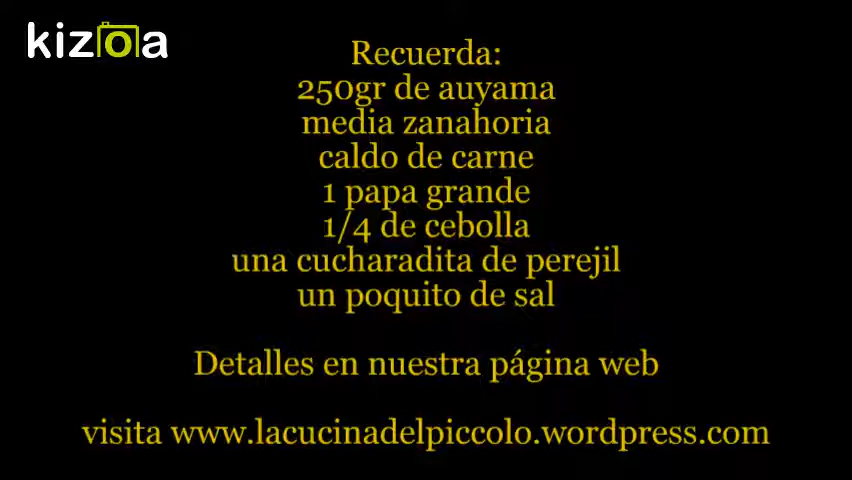 kizoa
Recuerda:
250gr de auyama
media zanahoria
caldo de carne
1 papa grande
1/4 de cebolla
una cucharadita de perejil
un poquito de sal
Detalles en nuestra página web
visita www.lacucinadelpiccolo.wordpress.com